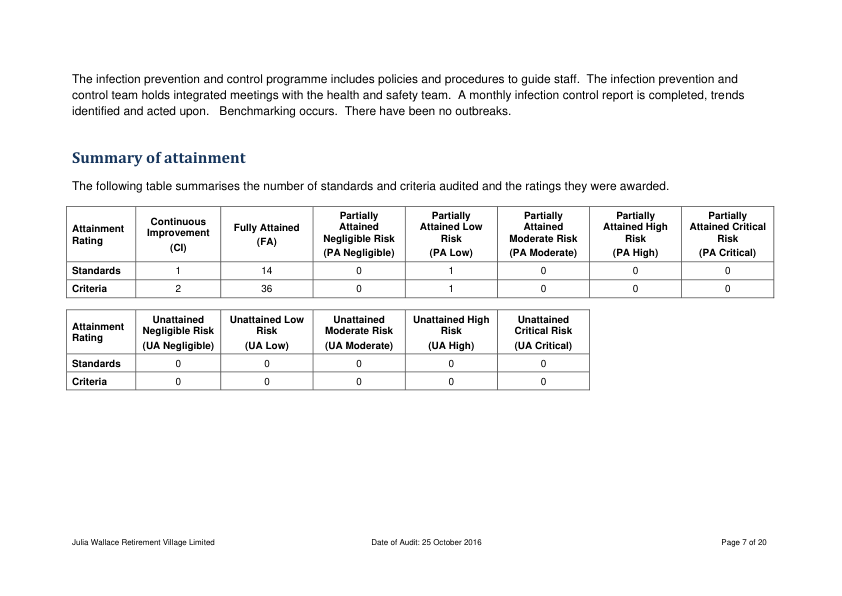 The infection prevention and control programme includes policies and procedures to guide staff.  The infection prevention and
control team holds integrated meetings with the health and safety team.  A monthly infection control report is completed, trends
identified and acted upon.   Benchmarking occurs.  There have been no outbreaks.
Summary of attainment
The following table summarises the number of standards and criteria audited and the ratings they were awarded.
Attainment Rating | Continuous Improvement (CI) | Fully Attained (FA) | Partially Attained Negligible Risk (PA Negligible) | Partially Attained Low Risk (PA Low) | Partially Attained Moderate Risk (PA Moderate) | Partially Attained High Risk (PA High) | Partially Attained Critical Risk (PA Critical)
Standards | 1 | 14 | 0 | 1 | 0 | 0 | 0
Criteria | 2 | 36 | 0 | 1 | 0 | 0 | 0
Attainment Rating | Unattained Negligible Risk (UA Negligible) | Unattained Low Risk (UA Low) | Unattained Moderate Risk (UA Moderate) | Unattained High Risk (UA High) | Unattained Critical Risk (UA Critical)
Standards | 0 | 0 | 0 | 0 | 0
Criteria | 0 | 0 | 0 | 0 | 0
Julia Wallace Retirement Village Limited Date of Audit: 25 October 2016 Page 7 of 20